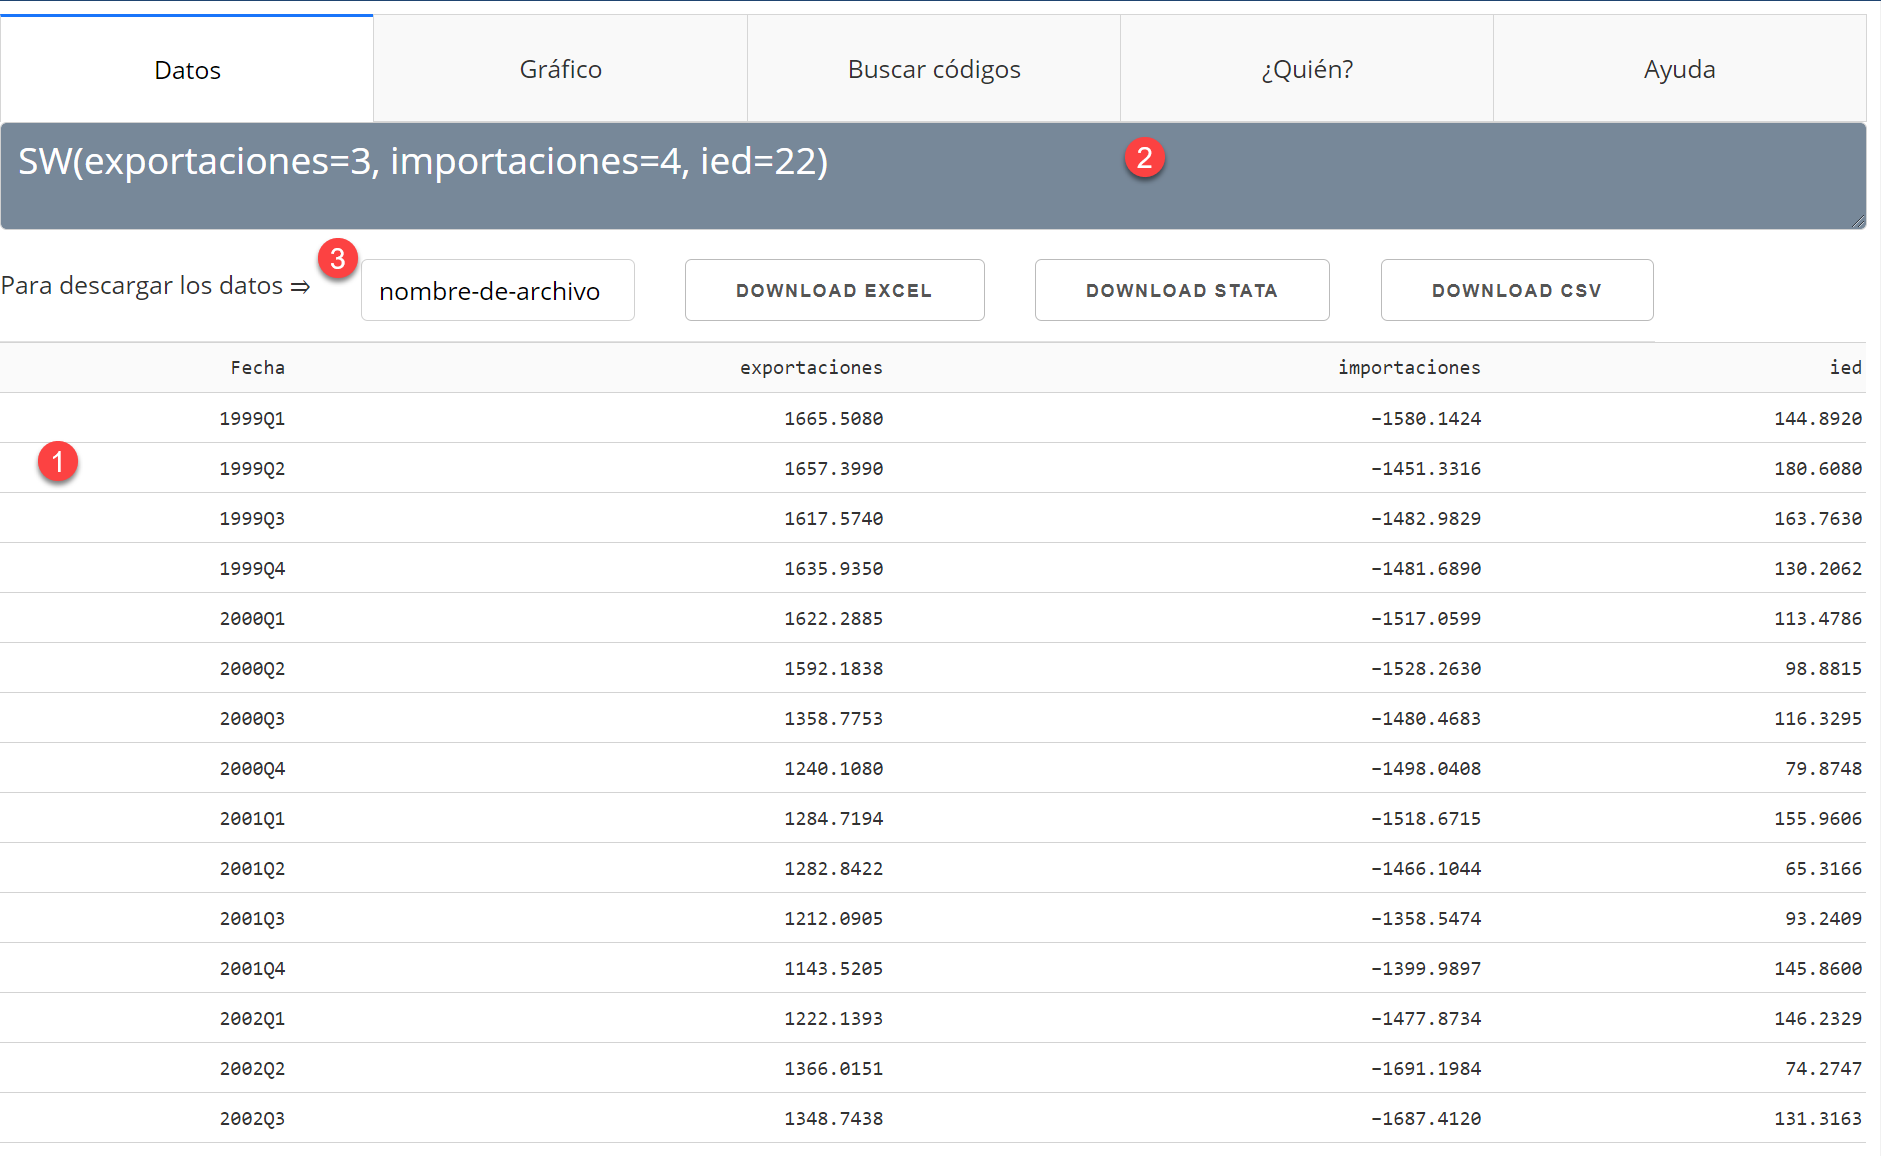 Datos Gráfico Buscar códigos ¿Quién? Ayuda
SW(exportaciones=3, importaciones=4, ied=22) 2
Para descargar los datos ⇒ 3 nombre-de-archivo DOWNLOAD EXCEL DOWNLOAD STATA DOWNLOAD CSV
Fecha exportaciones importaciones ied
1999Q1 1665.5080 -1580.1424 144.8920
1 1999Q2 1657.3990 -1451.3316 180.6080
1999Q3 1617.5740 -1482.9829 163.7630
1999Q4 1635.9350 -1481.6890 130.2062
2000Q1 1622.2885 -1517.0599 113.4786
2000Q2 1592.1838 -1528.2630 98.8815
2000Q3 1358.7753 -1480.4683 116.3295
2000Q4 1240.1080 -1498.0408 79.8748
2001Q1 1284.7194 -1518.6715 155.9606
2001Q2 1282.8422 -1466.1044 65.3166
2001Q3 1212.0905 -1358.5474 93.2409
2001Q4 1143.5205 -1399.9897 145.8600
2002Q1 1222.1393 -1477.8734 146.2329
2002Q2 1366.0151 -1691.1984 74.2747
2002Q3 1348.7438 -1687.4120 131.3163